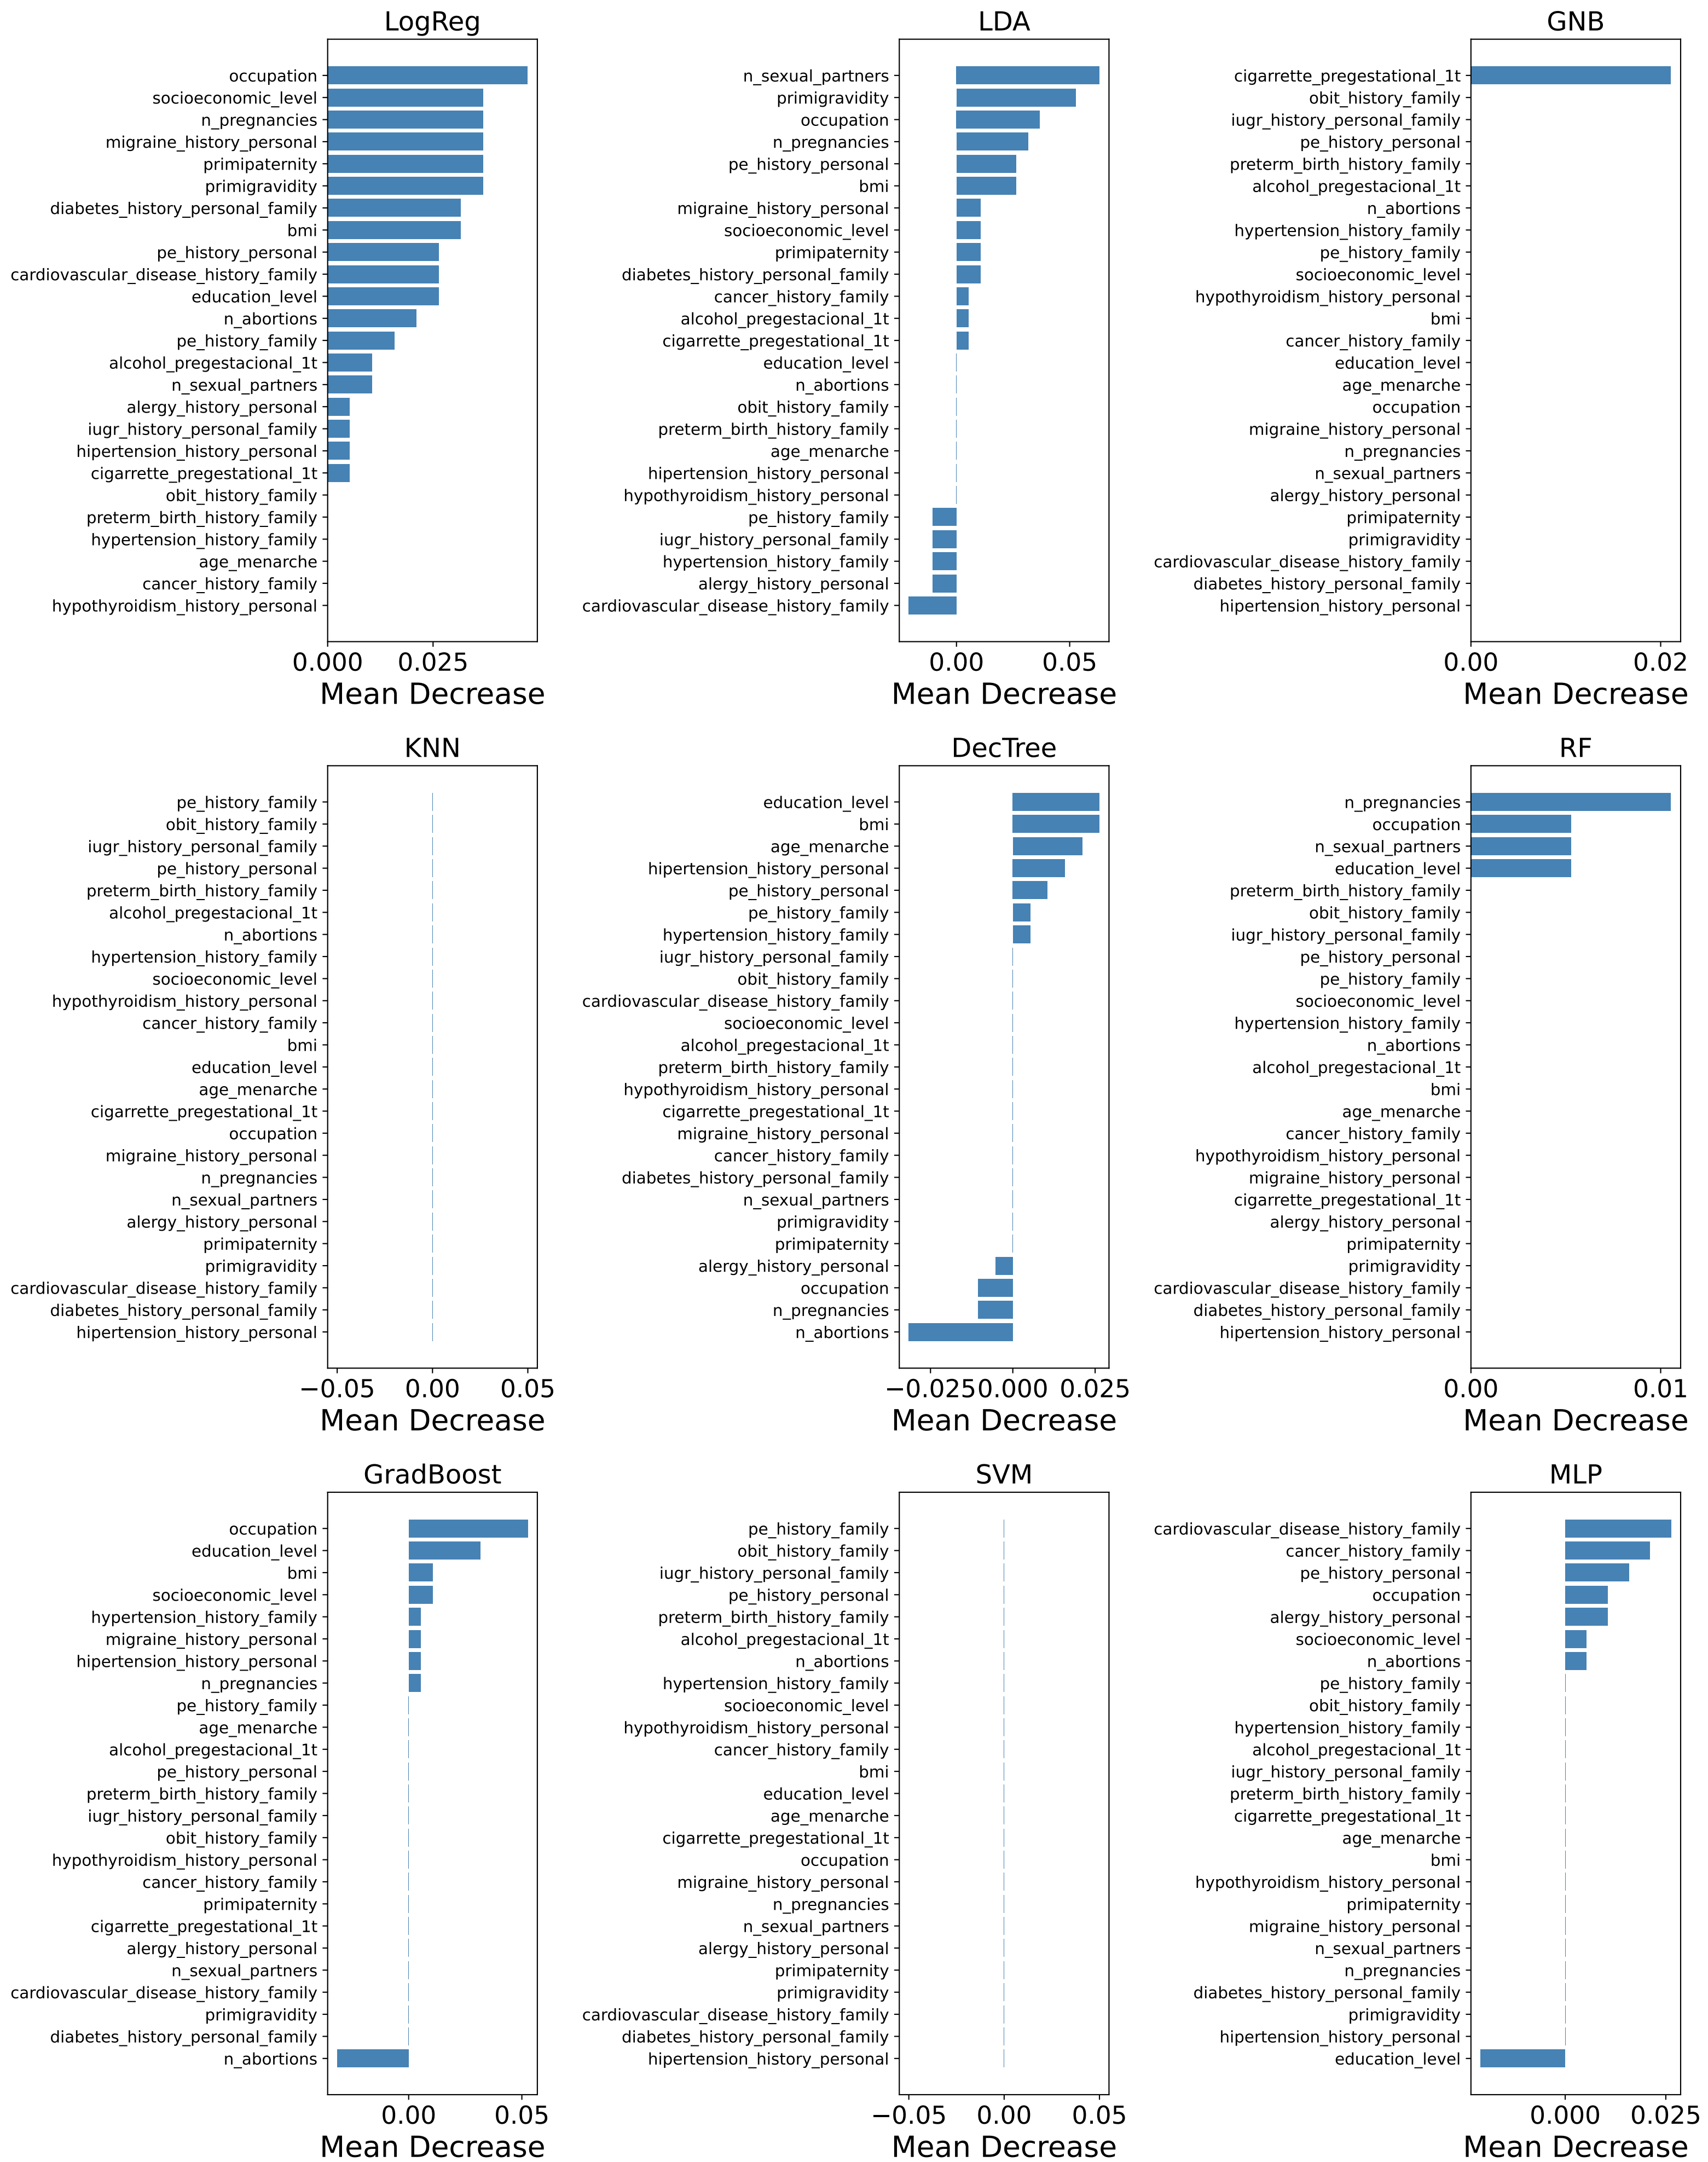 LogReg
occupation
socioeconomic_level
n_pregnancies
migraine_history_personal
primipaternity
primigravidity
diabetes_history_personal_family
bmi
pe_history_personal
cardiovascular_disease_history_family
education_level
n_abortions
pe_history_family
alcohol_pregestacional_1t
n_sexual_partners
alergy_history_personal
iugr_history_personal_family
hipertension_history_personal
cigarrette_pregestational_1t
obit_history_family
preterm_birth_history_family
hypertension_history_family
age_menarche
cancer_history_family
hypothyroidism_history_personal
0.000 0.025
Mean Decrease
LDA
n_sexual_partners
primigravidity
occupation
n_pregnancies
pe_history_personal
bmi
migraine_history_personal
socioeconomic_level
primipaternity
diabetes_history_personal_family
cancer_history_family
alcohol_pregestacional_1t
cigarrette_pregestational_1t
education_level
n_abortions
obit_history_family
preterm_birth_history_family
age_menarche
hipertension_history_personal
hypothyroidism_history_personal
pe_history_family
iugr_history_personal_family
hypertension_history_family
alergy_history_personal
cardiovascular_disease_history_family
0.00 0.05
Mean Decrease
GNB
cigarrette_pregestational_1t
obit_history_family
iugr_history_personal_family
pe_history_personal
preterm_birth_history_family
alcohol_pregestacional_1t
n_abortions
hypertension_history_family
pe_history_family
socioeconomic_level
hypothyroidism_history_personal
bmi
cancer_history_family
education_level
age_menarche
occupation
migraine_history_personal
n_pregnancies
n_sexual_partners
alergy_history_personal
primipaternity
primigravidity
cardiovascular_disease_history_family
diabetes_history_personal_family
hipertension_history_personal
0.00 0.02
Mean Decrease
KNN
pe_history_family
obit_history_family
iugr_history_personal_family
pe_history_personal
preterm_birth_history_family
alcohol_pregestacional_1t
n_abortions
hypertension_history_family
socioeconomic_level
hypothyroidism_history_personal
cancer_history_family
bmi
education_level
age_menarche
cigarrette_pregestational_1t
occupation
migraine_history_personal
n_pregnancies
n_sexual_partners
alergy_history_personal
primipaternity
primigravidity
cardiovascular_disease_history_family
diabetes_history_personal_family
hipertension_history_personal
−0.05 0.00 0.05
Mean Decrease
DecTree
education_level
bmi
age_menarche
hipertension_history_personal
pe_history_personal
pe_history_family
hypertension_history_family
iugr_history_personal_family
obit_history_family
cardiovascular_disease_history_family
socioeconomic_level
alcohol_pregestacional_1t
preterm_birth_history_family
hypothyroidism_history_personal
cigarrette_pregestational_1t
migraine_history_personal
cancer_history_family
diabetes_history_personal_family
n_sexual_partners
primigravidity
primipaternity
alergy_history_personal
occupation
n_pregnancies
n_abortions
−0.025 0.000 0.025
Mean Decrease
RF
n_pregnancies
occupation
n_sexual_partners
education_level
preterm_birth_history_family
obit_history_family
iugr_history_personal_family
pe_history_personal
pe_history_family
socioeconomic_level
hypertension_history_family
n_abortions
alcohol_pregestacional_1t
bmi
age_menarche
cancer_history_family
hypothyroidism_history_personal
migraine_history_personal
cigarrette_pregestational_1t
alergy_history_personal
primipaternity
primigravidity
cardiovascular_disease_history_family
diabetes_history_personal_family
hipertension_history_personal
0.00 0.01
Mean Decrease
GradBoost
occupation
education_level
bmi
socioeconomic_level
hypertension_history_family
migraine_history_personal
hipertension_history_personal
n_pregnancies
pe_history_family
age_menarche
alcohol_pregestacional_1t
pe_history_personal
preterm_birth_history_family
iugr_history_personal_family
obit_history_family
hypothyroidism_history_personal
cancer_history_family
primipaternity
cigarrette_pregestational_1t
alergy_history_personal
n_sexual_partners
cardiovascular_disease_history_family
primigravidity
diabetes_history_personal_family
n_abortions
0.00 0.05
Mean Decrease
SVM
pe_history_family
obit_history_family
iugr_history_personal_family
pe_history_personal
preterm_birth_history_family
alcohol_pregestacional_1t
n_abortions
hypertension_history_family
socioeconomic_level
hypothyroidism_history_personal
cancer_history_family
bmi
education_level
age_menarche
cigarrette_pregestational_1t
occupation
migraine_history_personal
n_pregnancies
n_sexual_partners
alergy_history_personal
primipaternity
primigravidity
cardiovascular_disease_history_family
diabetes_history_personal_family
hipertension_history_personal
−0.05 0.00 0.05
Mean Decrease
MLP
cardiovascular_disease_history_family
cancer_history_family
pe_history_personal
occupation
alergy_history_personal
socioeconomic_level
n_abortions
pe_history_family
obit_history_family
hypertension_history_family
alcohol_pregestacional_1t
iugr_history_personal_family
preterm_birth_history_family
cigarrette_pregestational_1t
age_menarche
bmi
hypothyroidism_history_personal
primipaternity
migraine_history_personal
n_sexual_partners
n_pregnancies
diabetes_history_personal_family
primigravidity
hipertension_history_personal
education_level
0.000 0.025
Mean Decrease